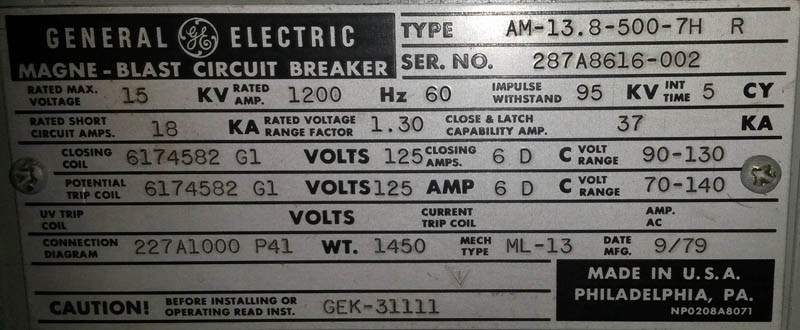 GENERAL GE ELECTRIC TYPE AM-13.8-500-7H R
MAGNE-BLAST CIRCUIT BREAKER SER. NO. 287A8616-002
RATED MAX. VOLTAGE 15 KV RATED AMP. 1200 Hz 60 IMPULSE WITHSTAND 95 KV INT TIME 5 CY
RATED SHORT CIRCUIT AMPS. 18 KA RATED VOLTAGE RANGE FACTOR 1.30 CLOSE & LATCH CAPABILITY AMP. 37 KA
CLOSING COIL 6174582 G1 VOLTS 125 CLOSING AMPS. 6 D C VOLT RANGE 90-130
POTENTIAL TRIP COIL 6174582 G1 VOLTS 125 AMP 6 D C VOLT RANGE 70-140
UV TRIP COIL VOLTS CURRENT TRIP COIL AMP. AC
CONNECTION DIAGRAM 227A1000 P41 WT. 1450 MECH TYPE ML-13 DATE MFG. 9/79
MADE IN U.S.A.
PHILADELPHIA, PA.
CAUTION! BEFORE INSTALLING OR OPERATING READ INST. GEK-31111 NP0208A8071